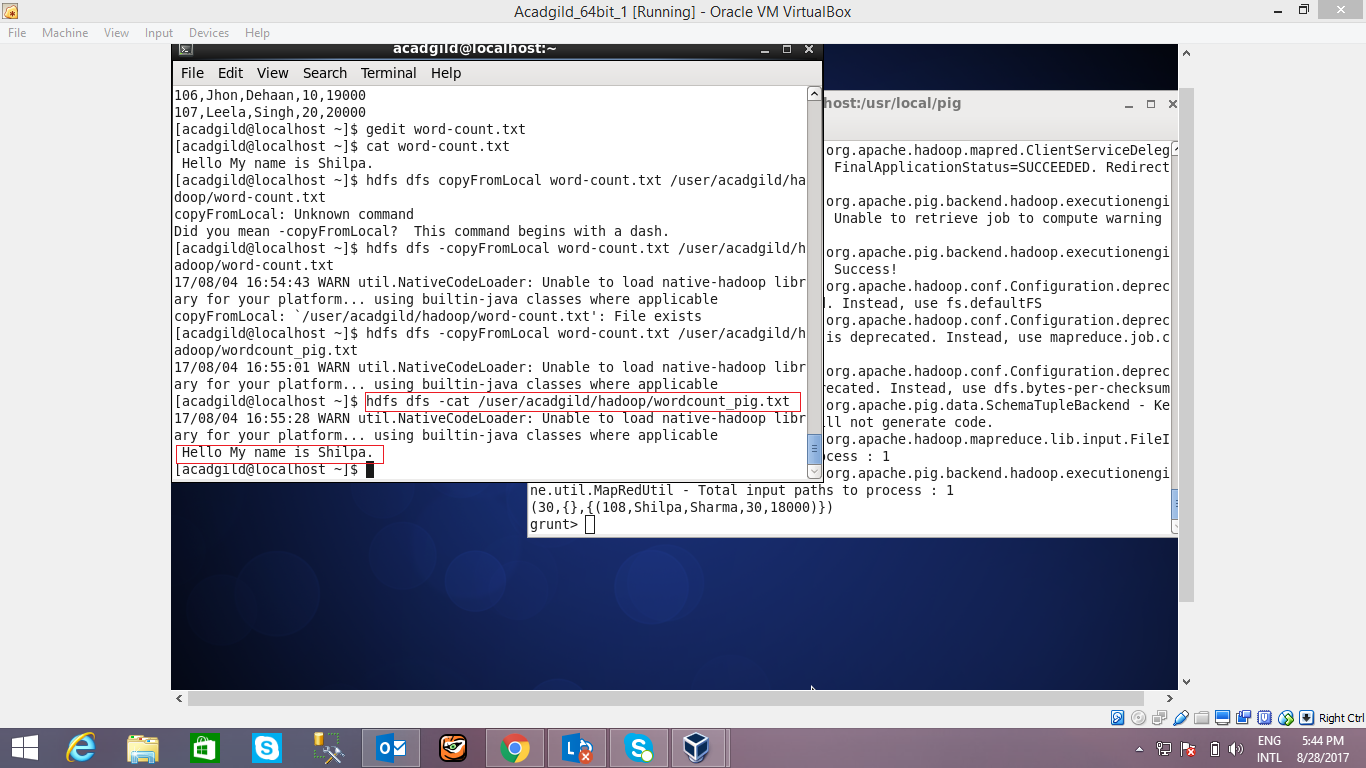 Acadgild_64bit_1 [Running] - Oracle VM VirtualBox
File Machine View Input Devices Help
acadgild@localhost:~
File Edit View Search Terminal Help
106,Jhon,Dehaan,10,19000
107,Leela,Singh,20,20000
[acadgild@localhost ~]$ gedit word-count.txt
[acadgild@localhost ~]$ cat word-count.txt
Hello My name is Shilpa.
[acadgild@localhost ~]$ hdfs dfs copyFromLocal word-count.txt /user/acadgild/ha
doop/word-count.txt
copyFromLocal: Unknown command
Did you mean -copyFromLocal?  This command begins with a dash.
[acadgild@localhost ~]$ hdfs dfs -copyFromLocal word-count.txt /user/acadgild/h
adoop/word-count.txt
17/08/04 16:54:43 WARN util.NativeCodeLoader: Unable to load native-hadoop libr
ary for your platform... using builtin-java classes where applicable
copyFromLocal: `/user/acadgild/hadoop/word-count.txt': File exists
[acadgild@localhost ~]$ hdfs dfs -copyFromLocal word-count.txt /user/acadgild/h
adoop/wordcount_pig.txt
17/08/04 16:55:01 WARN util.NativeCodeLoader: Unable to load native-hadoop libr
ary for your platform... using builtin-java classes where applicable
[acadgild@localhost ~]$ hdfs dfs -cat /user/acadgild/hadoop/wordcount_pig.txt
17/08/04 16:55:28 WARN util.NativeCodeLoader: Unable to load native-hadoop libr
ary for your platform... using builtin-java classes where applicable
Hello My name is Shilpa.
[acadgild@localhost ~]$
host:/usr/local/pig
org.apache.hadoop.mapred.ClientServiceDeleg
FinalApplicationStatus=SUCCEEDED. Redirect
org.apache.pig.backend.hadoop.executionengi
Unable to retrieve job to compute warning
org.apache.pig.backend.hadoop.executionengi
Success!
org.apache.hadoop.conf.Configuration.deprec
. Instead, use fs.defaultFS
org.apache.hadoop.conf.Configuration.deprec
is deprecated. Instead, use mapreduce.job.c
org.apache.hadoop.conf.Configuration.deprec
recated. Instead, use dfs.bytes-per-checksum
org.apache.pig.data.SchemaTupleBackend - Ke
ll not generate code.
org.apache.hadoop.mapreduce.lib.input.FileI
ocess : 1
org.apache.pig.backend.hadoop.executionengi
ne.util.MapRedUtil - Total input paths to process : 1
(30,{},{(108,Shilpa,Sharma,30,18000)})
grunt>
Right Ctrl
ENG
INTL
5:44 PM
8/28/2017